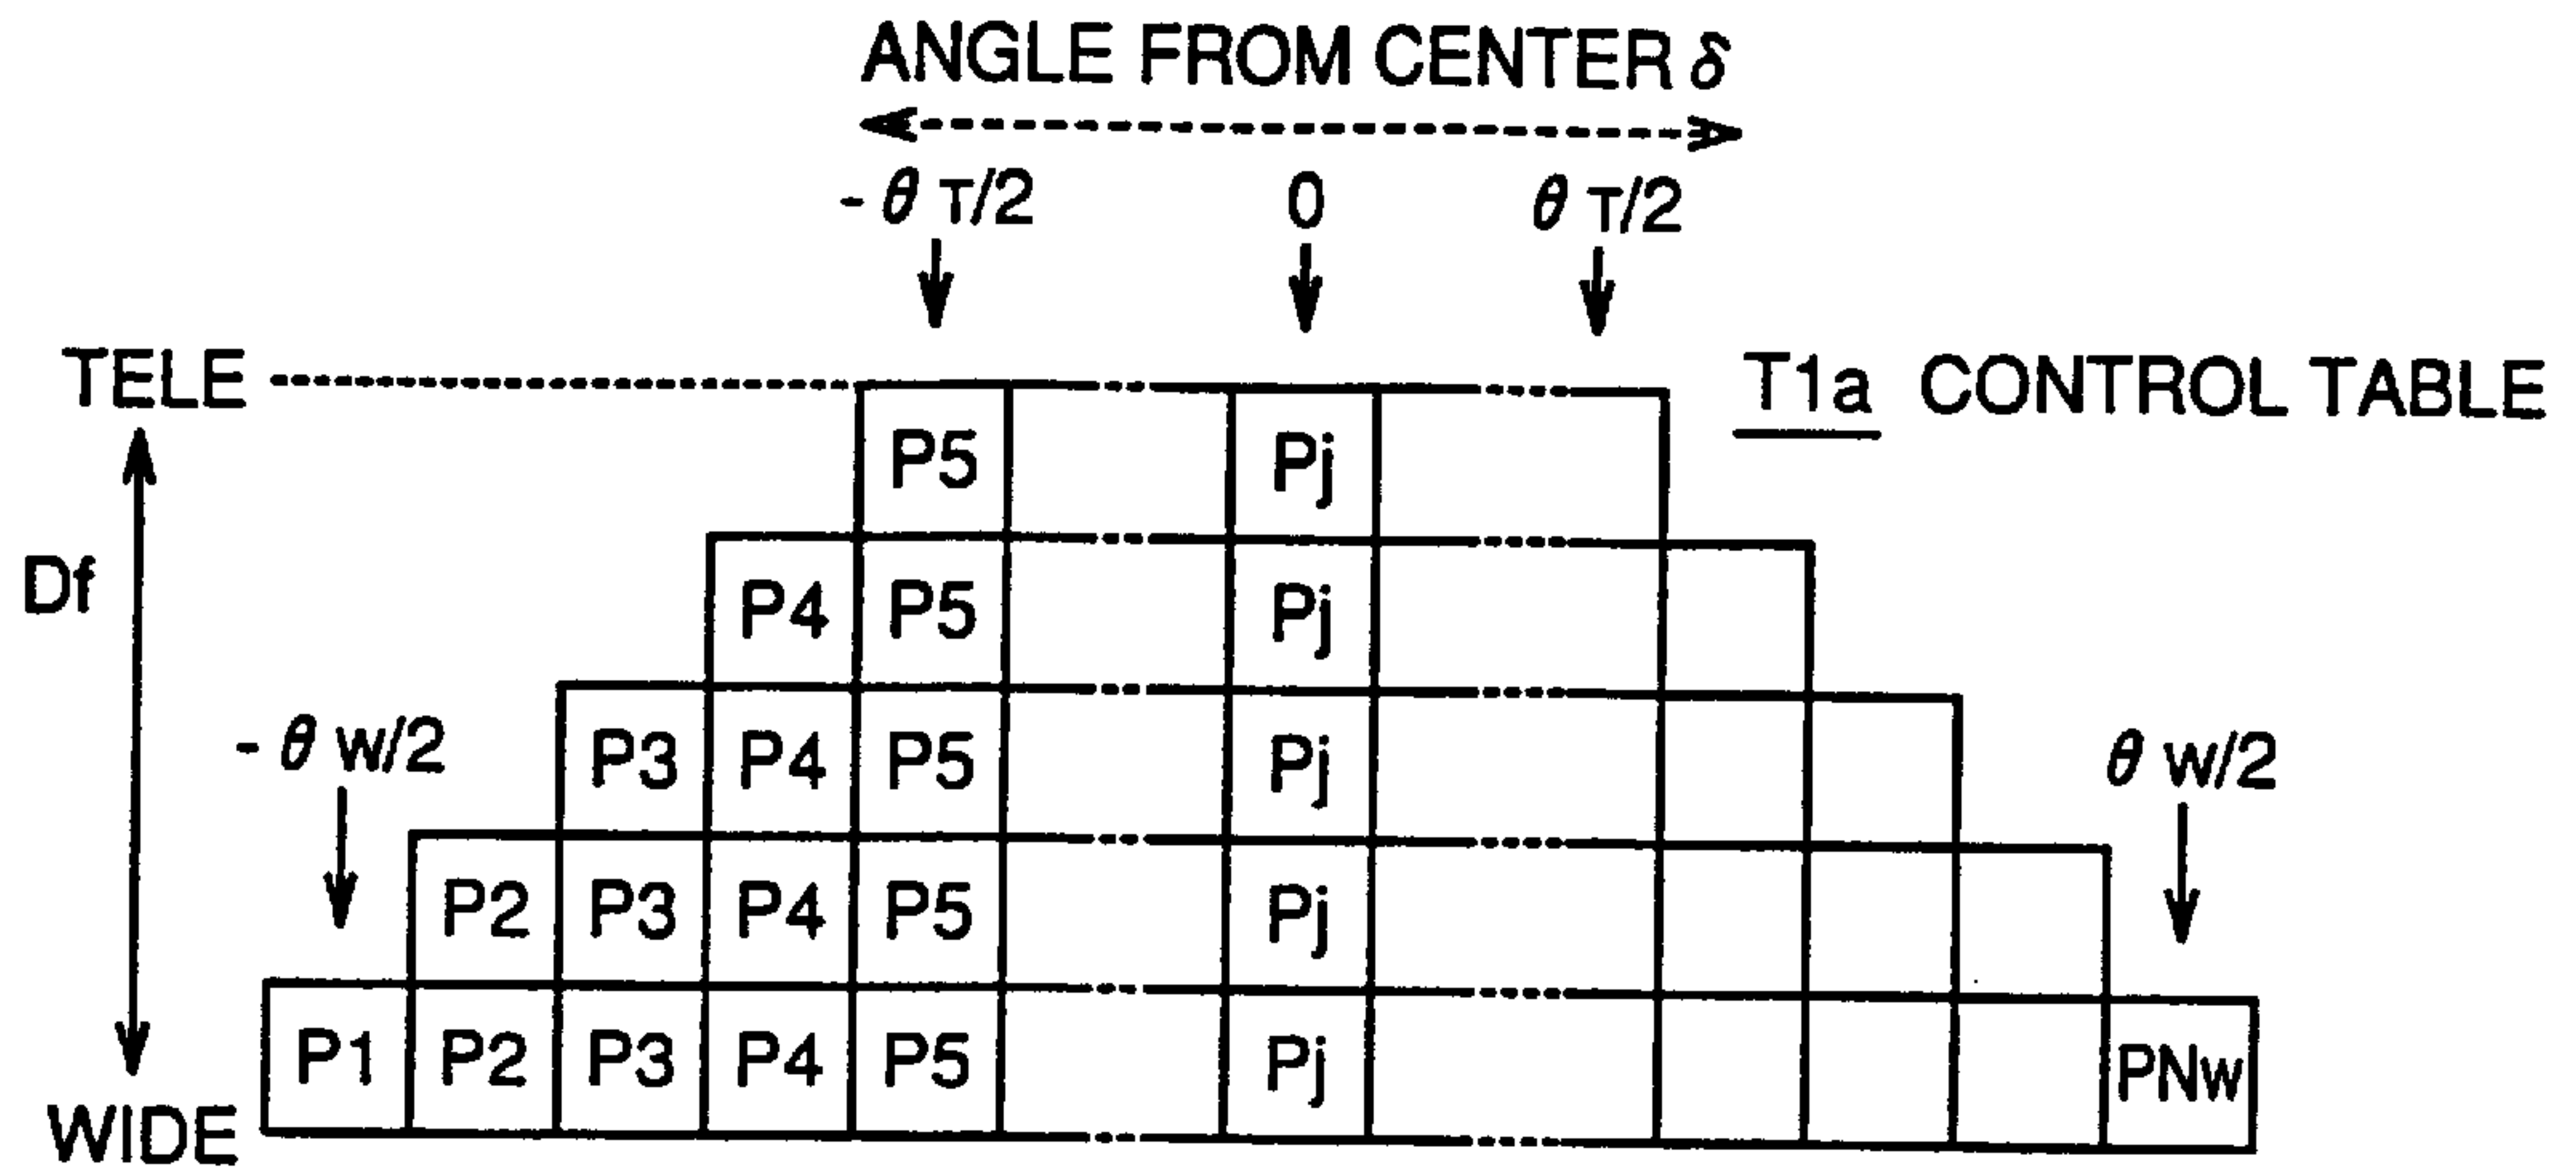 ANGLE FROM CENTER δ
- θ T/2 0 θ T/2
TELE T1a CONTROL TABLE
P5 Pj
Df P4 P5 Pj
- θ w/2 P3 P4 P5 Pj θ w/2
P2 P3 P4 P5 Pj
P1 P2 P3 P4 P5 Pj PNw
WIDE